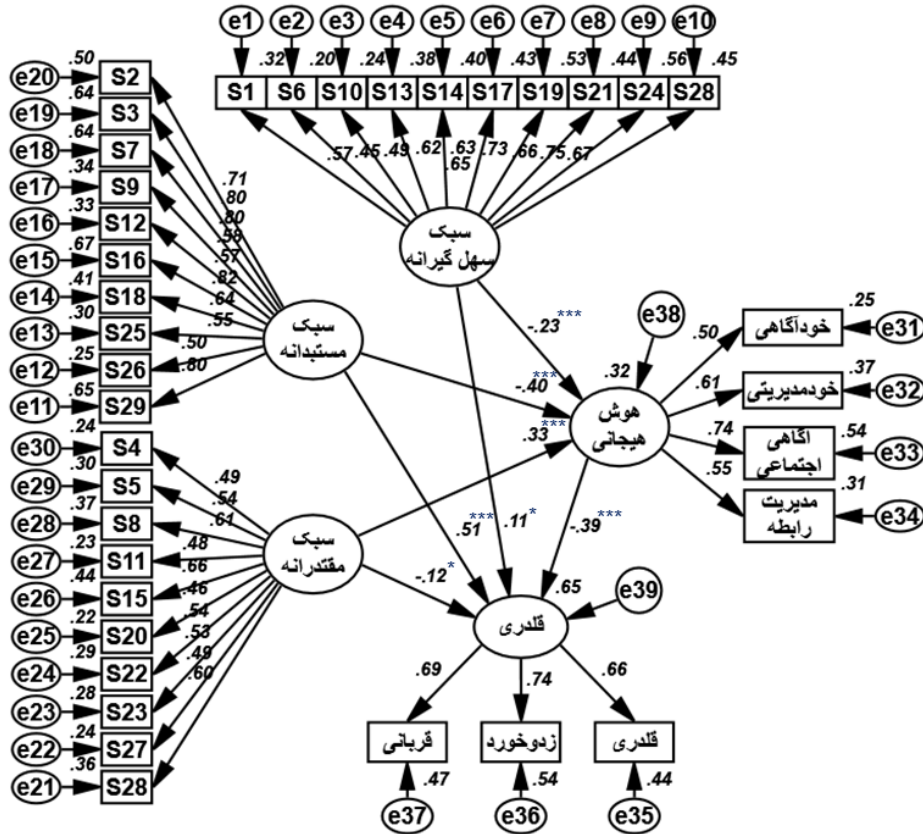 e1 e2 e3 e4 e5 e6 e7 e8 e9 e10
.32 .20 .24 .38 .40 .43 .53 .44 .56 .45
S1 S6 S10 S13 S14 S17 S19 S21 S24 S28
.57 .45 .49 .62 .63 .65 .73 .66 .75 .67
سبک
سهل گیرانه
.50
e20 S2
.64
e19 S3
.64
e18 S7
.34
e17 S9
.33
e16 S12
.67
e15 S16
.41
e14 S18
.30
e13 S25
.25
e12 S26
.65
e11 S29
.71
.80
.80
.58
.57
.82
.64
.55
.50
.80
سبک
مستبدانه
.24
e30 S4
.30
e29 S5
.37
e28 S8
.23
e27 S11
.44
e26 S15
.22
e25 S20
.29
e24 S22
.28
e23 S23
.24
e22 S27
.36
e21 S28
.49
.54
.61
.48
.66
.46
.54
.53
.49
.60
سبک
مقتدرانه
-.23***
-.40***
.33***
.51***
.11*
-.39***
-.12*
e38
.32
هوش
هیجانی
.50
.61
.74
.55
خودآگاهی
.25
e31
خودمدیریتی
.37
e32
آگاهی
اجتماعی
.54
e33
مدیریت
رابطه
.31
e34
.65
e39
قلدری
.69 .74 .66
قربانی زدوخورد قلدری
.47 .54 .44
e37 e36 e35